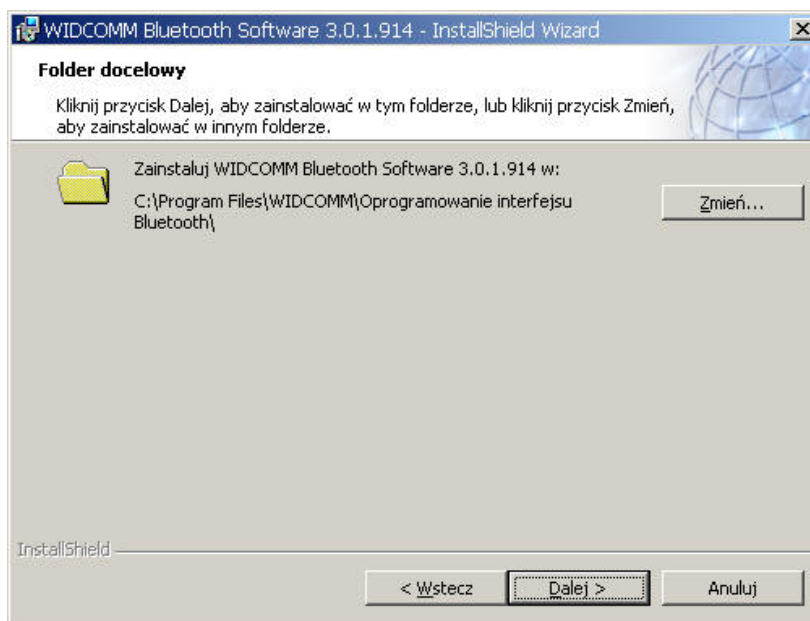 WIDCOMM Bluetooth Software 3.0.1.914 - InstallShield Wizard
Folder docelowy
Kliknij przycisk Dalej, aby zainstalować w tym folderze, lub kliknij przycisk Zmień,
aby zainstalować w innym folderze.
Zainstaluj WIDCOMM Bluetooth Software 3.0.1.914 w:
C:\Program Files\WIDCOMM\Oprogramowanie interfejsu
Bluetooth\
Zmień...
InstallShield
< Wstecz
Dalej >
Anuluj